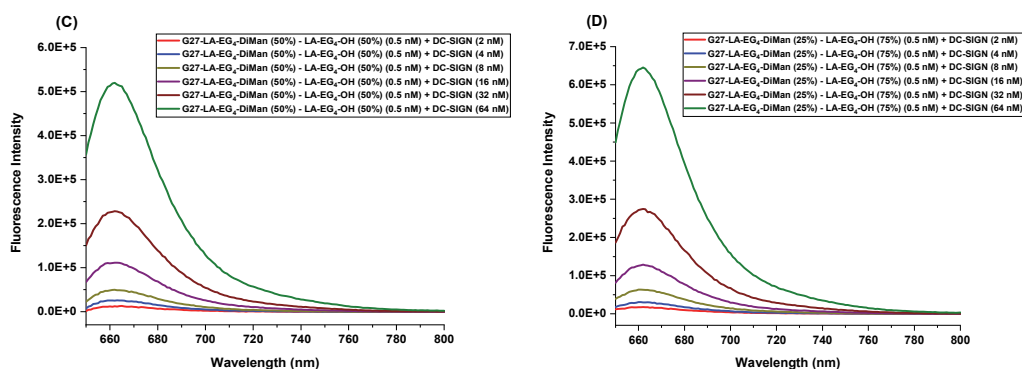 (C)
6.0E+5
5.0E+5
4.0E+5
3.0E+5
2.0E+5
1.0E+5
0.0E+0
Fluorescence Intensity
G27-LA-EG4-DiMan (50%) - LA-EG4-OH (50%) (0.5 nM) + DC-SIGN (2 nM)
G27-LA-EG4-DiMan (50%) - LA-EG4-OH (50%) (0.5 nM) + DC-SIGN (4 nM)
G27-LA-EG4-DiMan (50%) - LA-EG4-OH (50%) (0.5 nM) + DC-SIGN (8 nM)
G27-LA-EG4-DiMan (50%) - LA-EG4-OH (50%) (0.5 nM) + DC-SIGN (16 nM)
G27-LA-EG4-DiMan (50%) - LA-EG4-OH (50%) (0.5 nM) + DC-SIGN (32 nM)
G27-LA-EG4-DiMan (50%) - LA-EG4-OH (50%) (0.5 nM) + DC-SIGN (64 nM)
660 680 700 720 740 760 780 800
Wavelength (nm)
(D)
7.0E+5
6.0E+5
5.0E+5
4.0E+5
3.0E+5
2.0E+5
1.0E+5
0.0E+0
Fluorescence Intensity
G27-LA-EG4-DiMan (25%) - LA-EG4-OH (75%) (0.5 nM) + DC-SIGN (2 nM)
G27-LA-EG4-DiMan (25%) - LA-EG4-OH (75%) (0.5 nM) + DC-SIGN (4 nM)
G27-LA-EG4-DiMan (25%) - LA-EG4-OH (75%) (0.5 nM) + DC-SIGN (8 nM)
G27-LA-EG4-DiMan (25%) - LA-EG4-OH (75%) (0.5 nM) + DC-SIGN (16 nM)
G27-LA-EG4-DiMan (25%) - LA-EG4-OH (75%) (0.5 nM) + DC-SIGN (32 nM)
G27-LA-EG4-DiMan (25%) - LA-EG4-OH (75%) (0.5 nM) + DC-SIGN (64 nM)
660 680 700 720 740 760 780 800
Wavelength (nm)